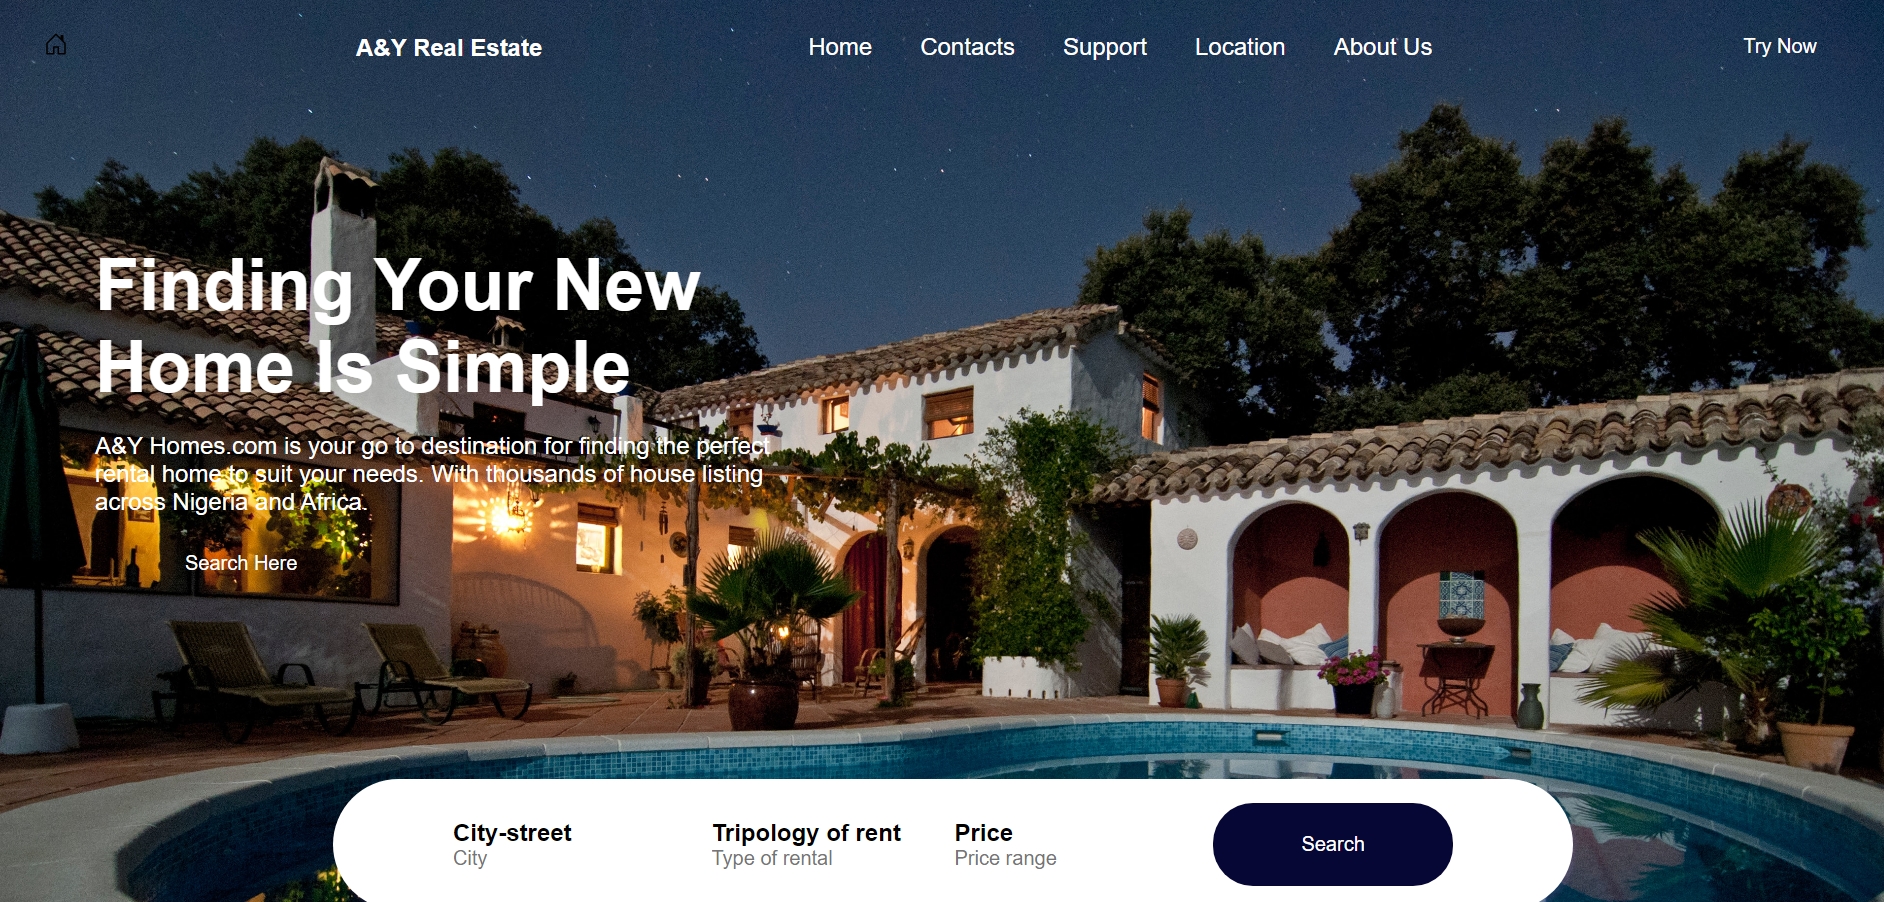 A&Y Real Estate
Home
Contacts
Support
Location
About Us
Try Now
Finding Your New
Home Is Simple
A&Y Homes.com is your go to destination for finding the perfect
rental home to suit your needs. With thousands of house listing
across Nigeria and Africa.
Search Here
City-street
City
Tripology of rent
Type of rental
Price
Price range
Search